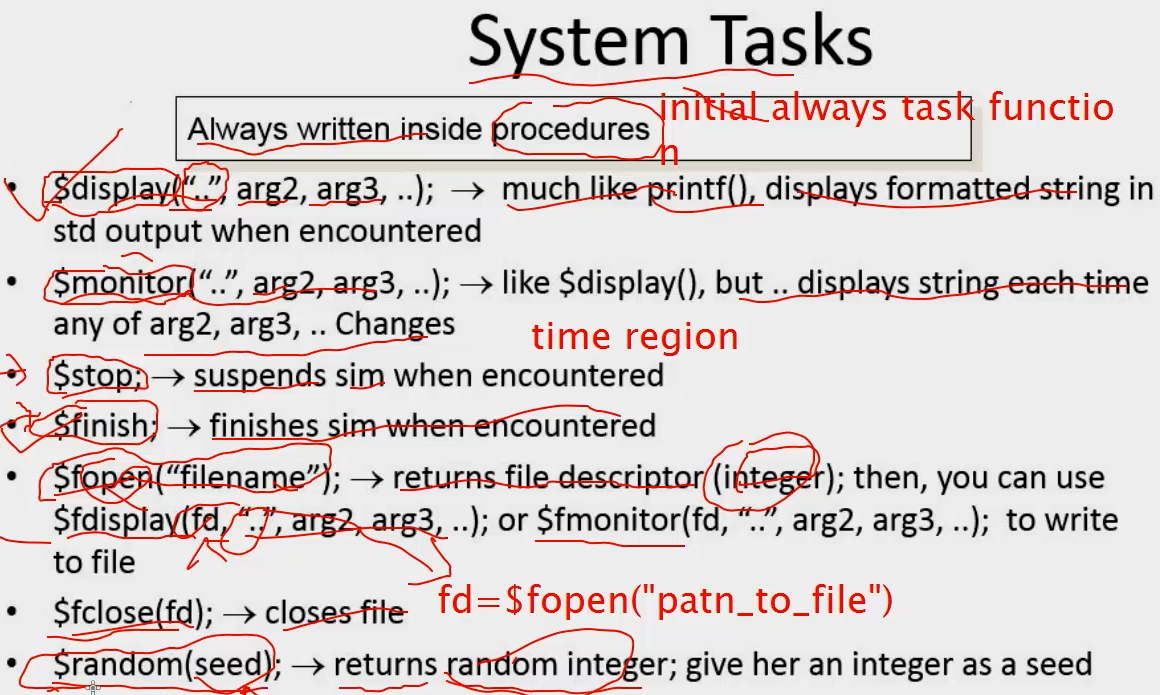 System Tasks
initial always task functio
Always written inside procedures
n
• $display(“..”, arg2, arg3, ..); → much like printf(), displays formatted string in
std output when encountered
• $monitor(“..”, arg2, arg3, ..); → like $display(), but .. displays string each time
any of arg2, arg3, .. Changes
time region
• $stop; → suspends sim when encountered
• $finish; → finishes sim when encountered
• $fopen(“filename”); → returns file descriptor (integer); then, you can use
$fdisplay(fd, “..”, arg2, arg3, ..); or $fmonitor(fd, “..”, arg2, arg3, ..); to write
to file
fd=$fopen("patn_to_file")
• $fclose(fd); → closes file
• $random(seed); → returns random integer; give her an integer as a seed